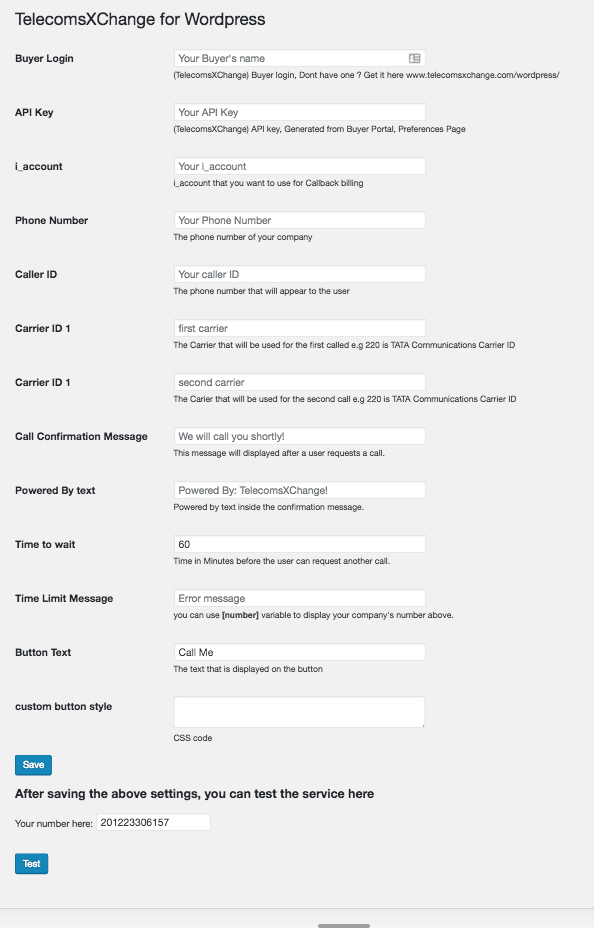 TelecomsXChange for Wordpress
Buyer Login
Your Buyer's name
(TelecomsXChange) Buyer login, Dont have one ? Get it here www.telecomsxchange.com/wordpress/
API Key
Your API Key
(TelecomsXChange) API key, Generated from Buyer Portal, Preferences Page
i_account
Your i_account
i_account that you want to use for Callback billing
Phone Number
Your Phone Number
The phone number of your company
Caller ID
Your caller ID
The phone number that will appear to the user
Carrier ID 1
first carrier
The Carrier that will be used for the first called e.g 220 is TATA Communications Carrier ID
Carrier ID 1
second carrier
The Carier that will be used for the second call e.g 220 is TATA Communications Carrier ID
Call Confirmation Message
We will call you shortly!
This message will displayed after a user requests a call.
Powered By text
Powered By: TelecomsXChange!
Powered by text inside the confirmation message.
Time to wait
60
Time in Minutes before the user can request another call.
Time Limit Message
Error message
you can use [number] variable to display your company's number above.
Button Text
Call Me
The text that is displayed on the button
custom button style
CSS code
Save
After saving the above settings, you can test the service here
Your number here: 201223306157
Test